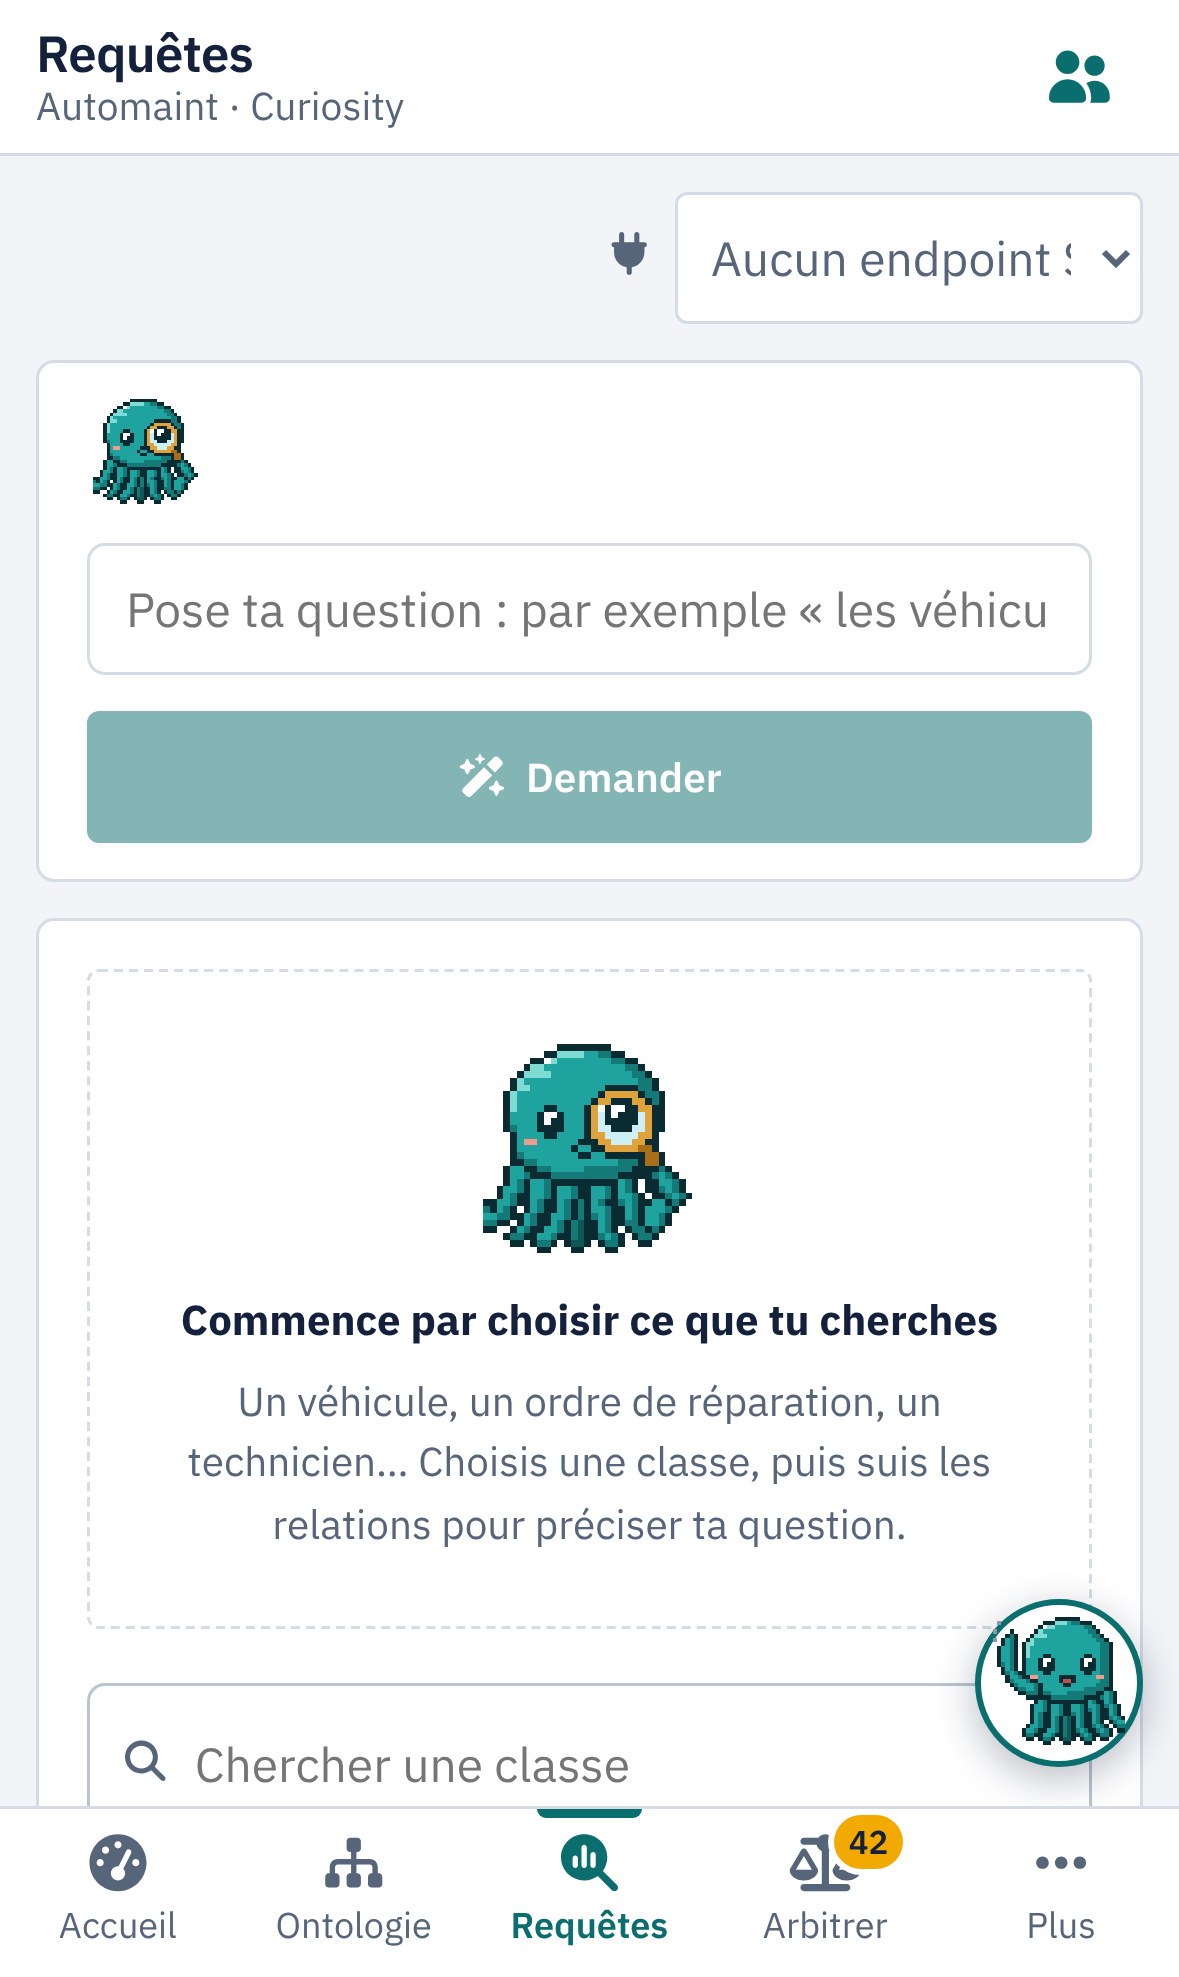 Requêtes
Automaint · Curiosity
Aucun endpoint
Pose ta question : par exemple « les véhicu
Demander
Commence par choisir ce que tu cherches
Un véhicule, un ordre de réparation, un
technicien... Choisis une classe, puis suis les
relations pour préciser ta question.
Chercher une classe
42
Accueil
Ontologie
Requêtes
Arbitrer
Plus